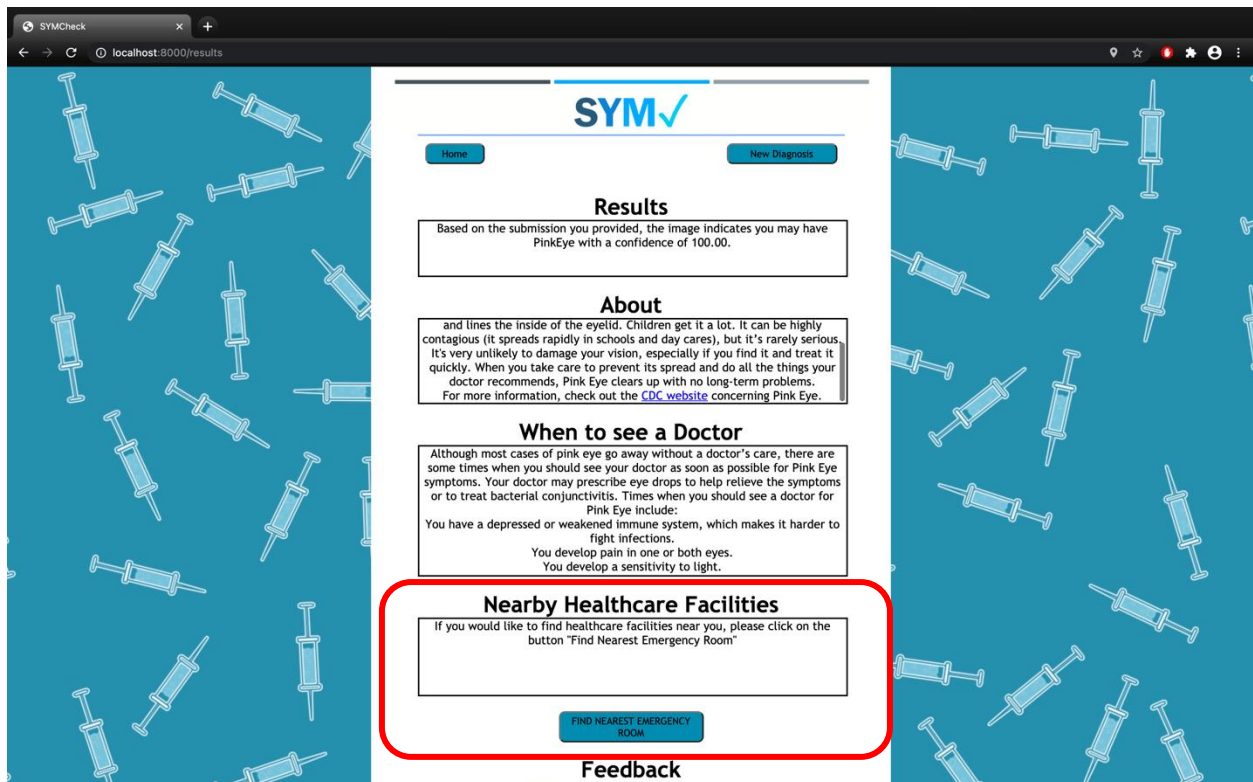 SYMCheck
localhost:8000/results
SYM✓
Home
New Diagnosis
Results
Based on the submission you provided, the image indicates you may have
PinkEye with a confidence of 100.00.
About
and lines the inside of the eyelid. Children get it a lot. It can be highly
contagious (it spreads rapidly in schools and day cares), but it’s rarely serious.
It's very unlikely to damage your vision, especially if you find it and treat it
quickly. When you take care to prevent its spread and do all the things your
doctor recommends, Pink Eye clears up with no long-term problems.
For more information, check out the CDC website concerning Pink Eye.
When to see a Doctor
Although most cases of pink eye go away without a doctor’s care, there are
some times when you should see your doctor as soon as possible for Pink Eye
symptoms. Your doctor may prescribe eye drops to help relieve the symptoms
or to treat bacterial conjunctivitis. Times when you should see a doctor for
Pink Eye include:
You have a depressed or weakened immune system, which makes it harder to
fight infections.
You develop pain in one or both eyes.
You develop a sensitivity to light.
Nearby Healthcare Facilities
If you would like to find healthcare facilities near you, please click on the
button "Find Nearest Emergency Room"
FIND NEAREST EMERGENCY
ROOM
Feedback